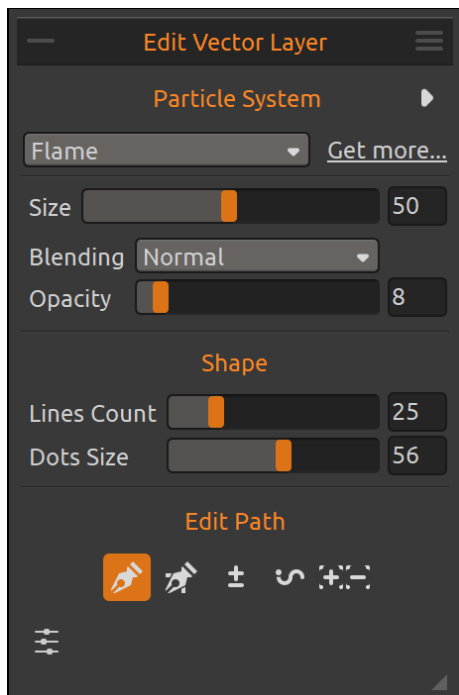 Edit Vector Layer
Particle System
Flame Get more...
Size 50
Blending Normal
Opacity 8
Shape
Lines Count 25
Dots Size 56
Edit Path